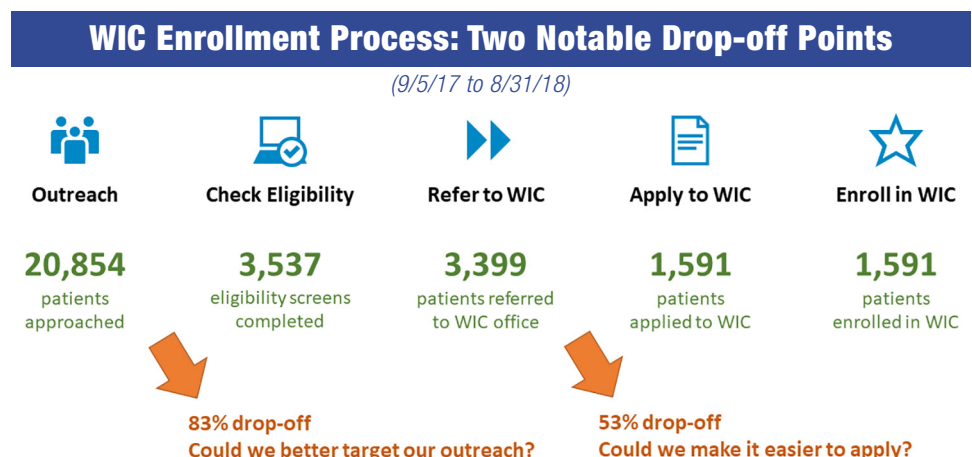 WIC Enrollment Process: Two Notable Drop-off Points
(9/5/17 to 8/31/18)
Outreach
Check Eligibility
Refer to WIC
Apply to WIC
Enroll in WIC
20,854
patients
approached
3,537
eligibility screens
completed
3,399
patients referred
to WIC office
1,591
patients
applied to WIC
1,591
patients
enrolled in WIC
83% drop-off
Could we better target our outreach?
53% drop-off
Could we make it easier to apply?